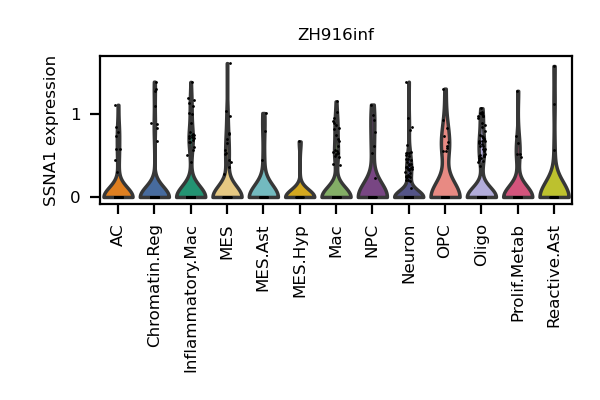 ZH916inf
SSNA1 expression
1
0
AC
Chromatin.Reg
Inflammatory.Mac
MES
MES.Ast
MES.Hyp
Mac
NPC
Neuron
OPC
Oligo
Prolif.Metab
Reactive.Ast